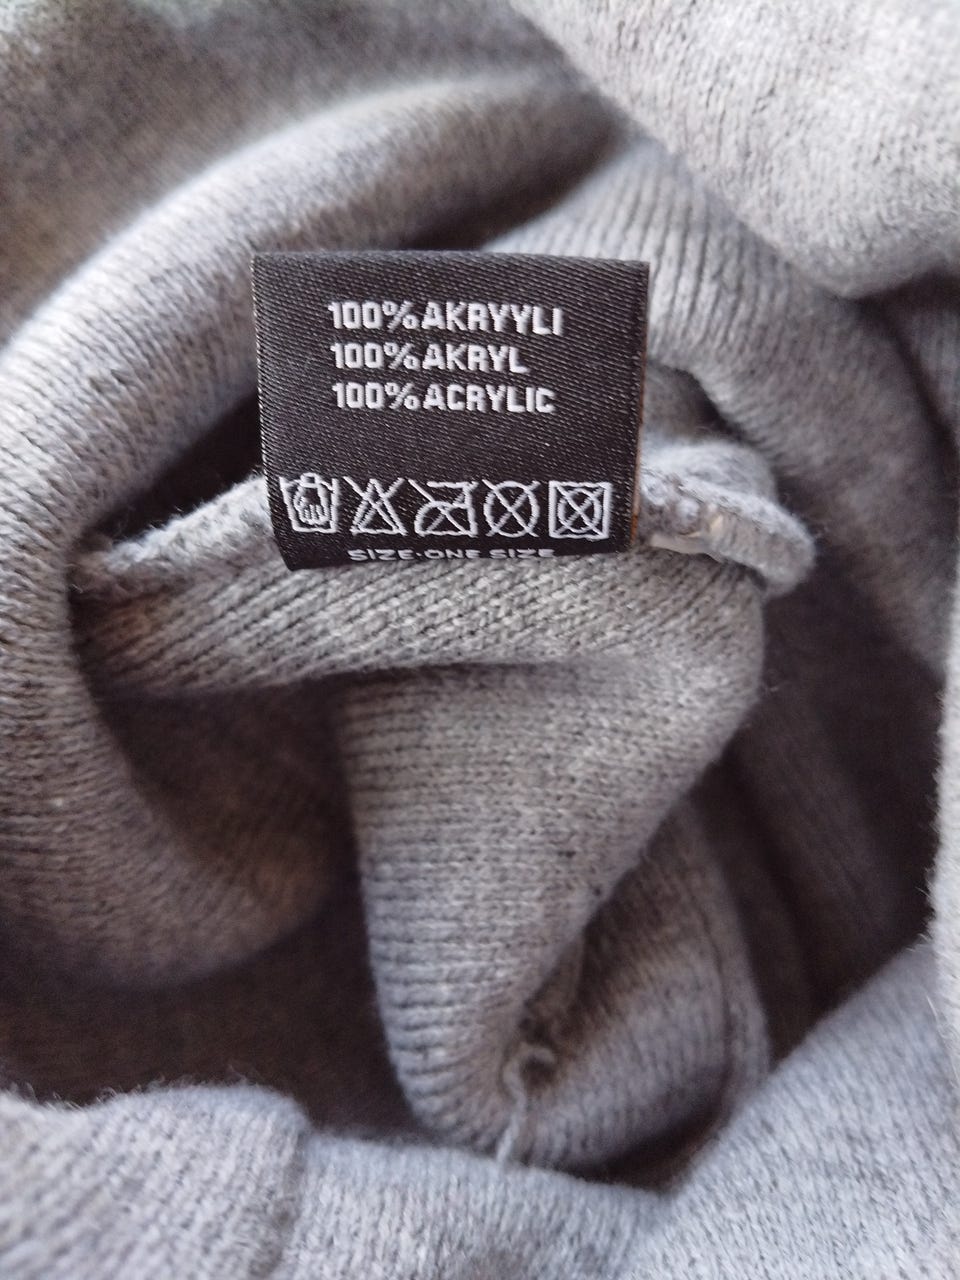 100% AKRYYLI
100% AKRYL
100% ACRYLIC
SIZE:ONE SIZE